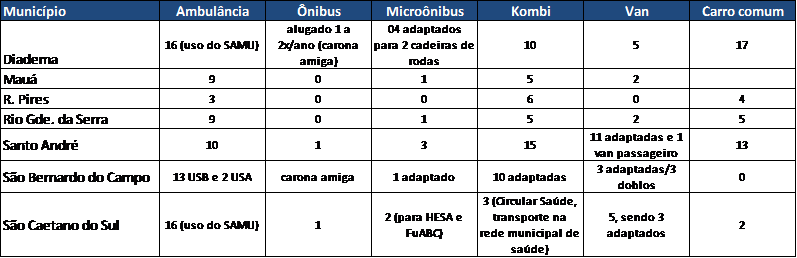 Município Ambulância Ônibus Microônibus Kombi Van Carro comum
Diadema 16 (uso do SAMU) alugado 1 a 2x/ano (carona amiga) 04 adaptados para 2 cadeiras de rodas 10 5 17
Mauá 9 0 1 5 2
R. Pires 3 0 0 6 0 4
Rio Gde. da Serra 9 0 1 5 2 5
Santo André 10 1 3 15 11 adaptadas e 1 van passageiro 13
São Bernardo do Campo 13 USB e 2 USA carona amiga 1 adaptado 10 adaptadas 3 adaptadas/3 doblos 0
São Caetano do Sul 16 (uso do SAMU) 1 2 (para HESA e FuABC) 3 (Circular Saúde, transporte na rede municipal de saúde) 5, sendo 3 adaptados 2